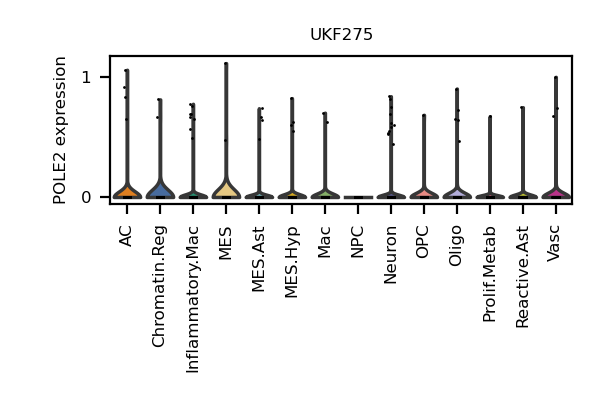 UKF275
POLE2 expression
1
0
AC
Chromatin.Reg
Inflammatory.Mac
MES
MES.Ast
MES.Hyp
Mac
NPC
Neuron
OPC
Oligo
Prolif.Metab
Reactive.Ast
Vasc